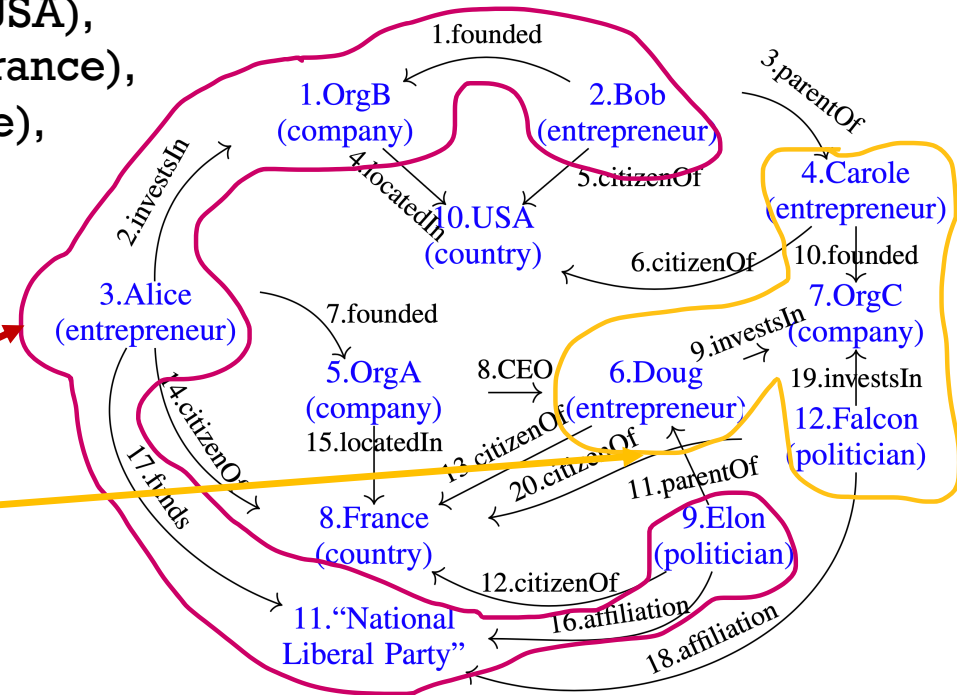 USA),
rance),
e),
1.founded
1.OrgB
(company)
2.Bob
(entrepreneur)
3.parentOf
2.investsIn
4.locatedIn
5.citizenOf
4.Carole
(entrepreneur)
10.USA
(country)
6.citizenOf
10.founded
3.Alice
(entrepreneur)
7.founded
7.OrgC
(company)
9.investsIn
5.OrgA
(company)
8.CEO
6.Doug
(entrepreneur)
19.investsIn
12.Falcon
(politician)
14.citizenOf
15.locatedIn
13.citizenOf
20.citizenOf
11.parentOf
17.funds
8.France
(country)
9.Elon
(politician)
12.citizenOf
11.“National
Liberal Party”
16.affiliation
18.affiliation